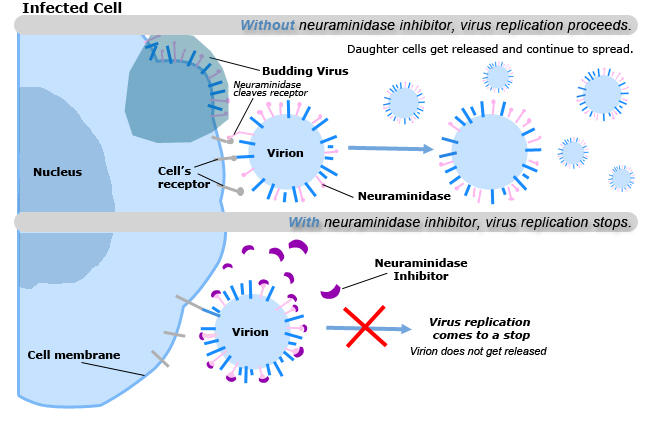 Infected Cell
Without neuraminidase inhibitor, virus replication proceeds.
Daughter cells get released and continue to spread.
Budding Virus
Neuraminidase
cleaves receptor
Virion
Nucleus
Cell's
receptor
Neuraminidase
With neuraminidase inhibitor, virus replication stops.
Neuraminidase
Inhibitor
Virion
Virus replication
comes to a stop
Virion does not get released
Cell membrane